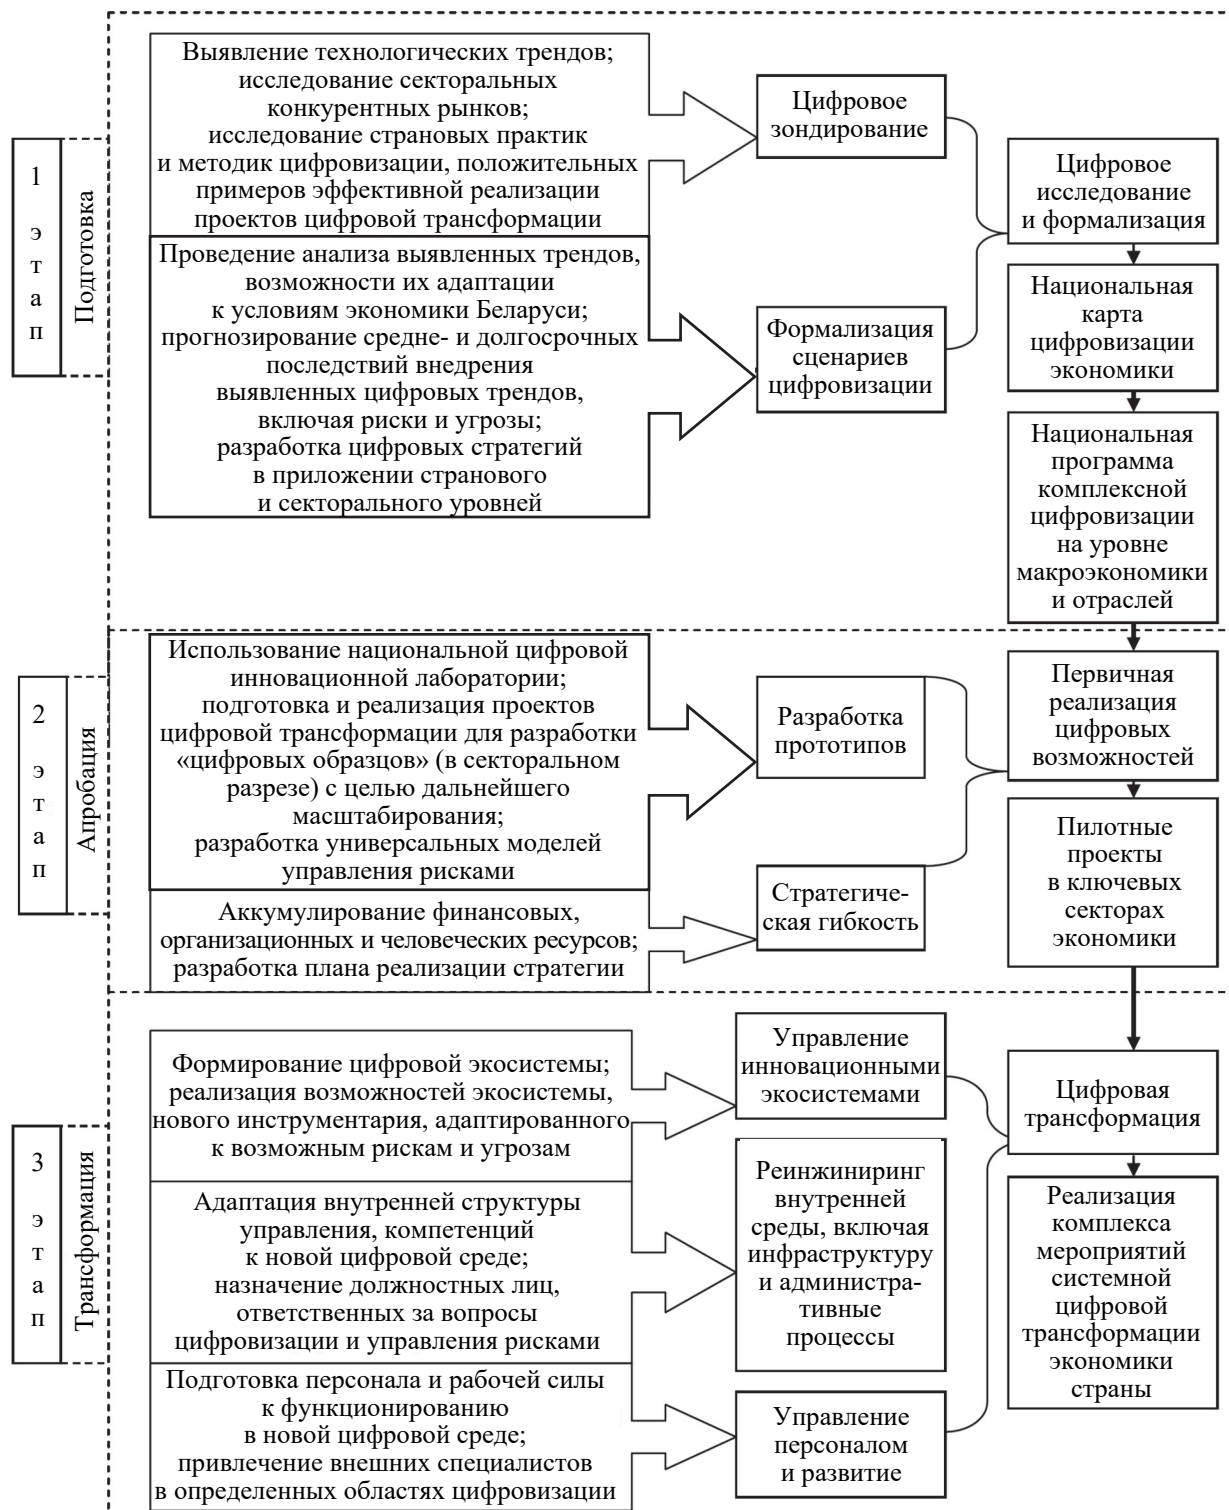 1
э
т
а
п
Подготовка
Выявление технологических трендов;
исследование секторальных
конкурентных рынков;
исследование страновых практик
и методик цифровизации, положительных
примеров эффективной реализации
проектов цифровой трансформации
Цифровое
зондирование
Проведение анализа выявленных трендов,
возможности их адаптации
к условиям экономики Беларуси;
прогнозирование средне- и долгосрочных
последствий внедрения
выявленных цифровых трендов,
включая риски и угрозы;
разработка цифровых стратегий
в приложении странового
и секторального уровней
Формализация
сценариев
цифровизации
Цифровое
исследование
и формализация
Национальная
карта
цифровизации
экономики
Национальная
программа
комплексной
цифровизации
на уровне
макроэкономики
и отраслей
2
э
т
а
п
Апробация
Использование национальной цифровой
инновационной лаборатории;
подготовка и реализация проектов
цифровой трансформации для разработки
«цифровых образцов» (в секторальном
разрезе) с целью дальнейшего
масштабирования;
разработка универсальных моделей
управления рисками
Разработка
прототипов
Аккумулирование финансовых,
организационных и человеческих ресурсов;
разработка плана реализации стратегии
Стратегиче-
ская гибкость
Первичная
реализация
цифровых
возможностей
Пилотные
проекты
в ключевых
секторах
экономики
3
э
т
а
п
Трансформация
Формирование цифровой экосистемы;
реализация возможностей экосистемы,
нового инструментария, адаптированного
к возможным рискам и угрозам
Управление
инновационными
экосистемами
Адаптация внутренней структуры
управления, компетенций
к новой цифровой среде;
назначение должностных лиц,
ответственных за вопросы
цифровизации и управления рисками
Реинжиниринг
внутренней
среды, включая
инфраструктуру
и администра-
тивные
процессы
Подготовка персонала и рабочей силы
к функционированию
в новой цифровой среде;
привлечение внешних специалистов
в определенных областях цифровизации
Управление
персоналом
и развитие
Цифровая
трансформация
Реализация
комплекса
мероприятий
системной
цифровой
трансформации
экономики
страны